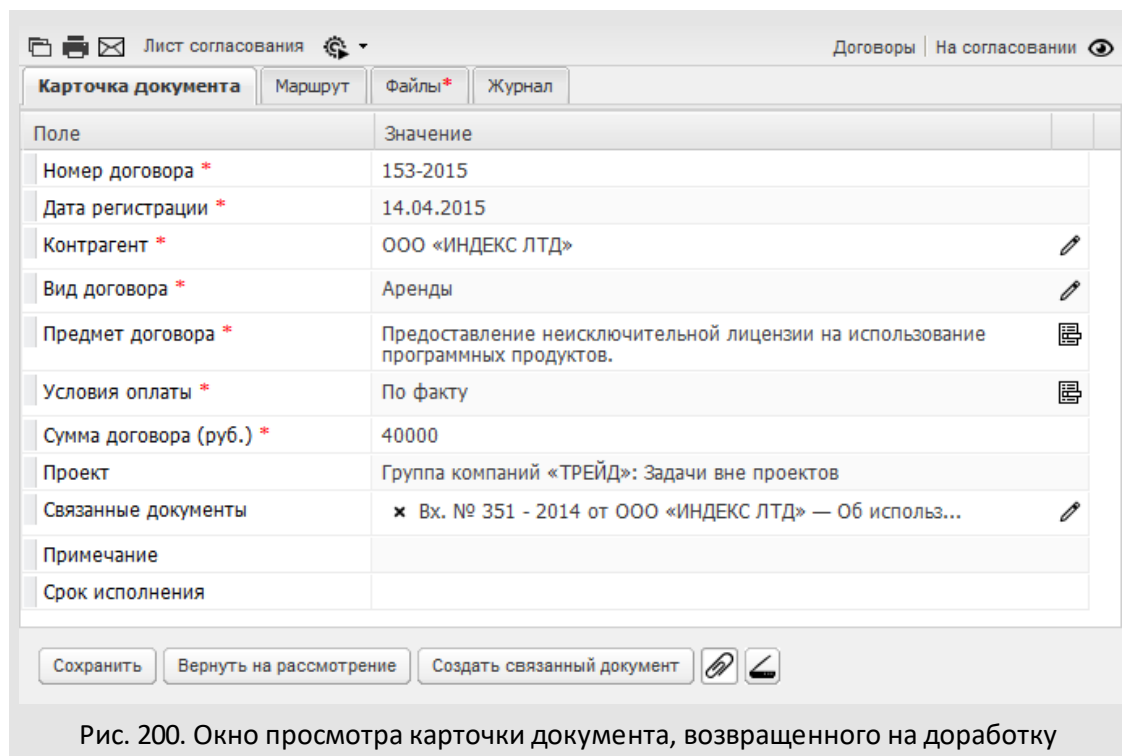 Лист согласования Договоры На согласовании
Карточка документа Маршрут Файлы* Журнал
Поле Значение
Номер договора * 153-2015
Дата регистрации * 14.04.2015
Контрагент * ООО «ИНДЕКС ЛТД»
Вид договора * Аренды
Предмет договора * Предоставление неисключительной лицензии на использование
программных продуктов.
Условия оплаты * По факту
Сумма договора (руб.) * 40000
Проект Группа компаний «ТРЕЙД»: Задачи вне проектов
Связанные документы × Вх. № 351 - 2014 от ООО «ИНДЕКС ЛТД» — Об использ...
Примечание
Срок исполнения
Сохранить Вернуть на рассмотрение Создать связанный документ
Рис. 200. Окно просмотра карточки документа, возвращенного на доработку